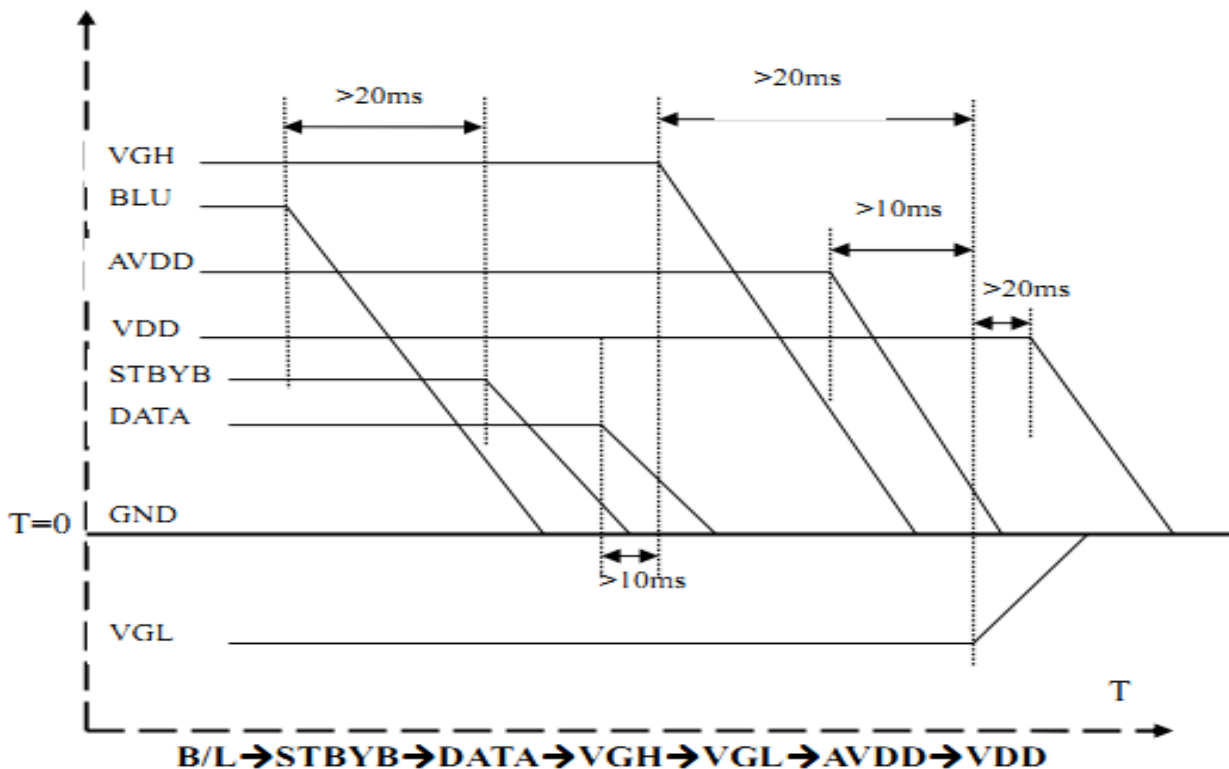 >20ms
>20ms
VGH
BLU
>10ms
AVDD
>20ms
VDD
STBYB
DATA
GND
T=0
>10ms
VGL
T
B/L→STBYB→DATA→VGH→VGL→AVDD→VDD